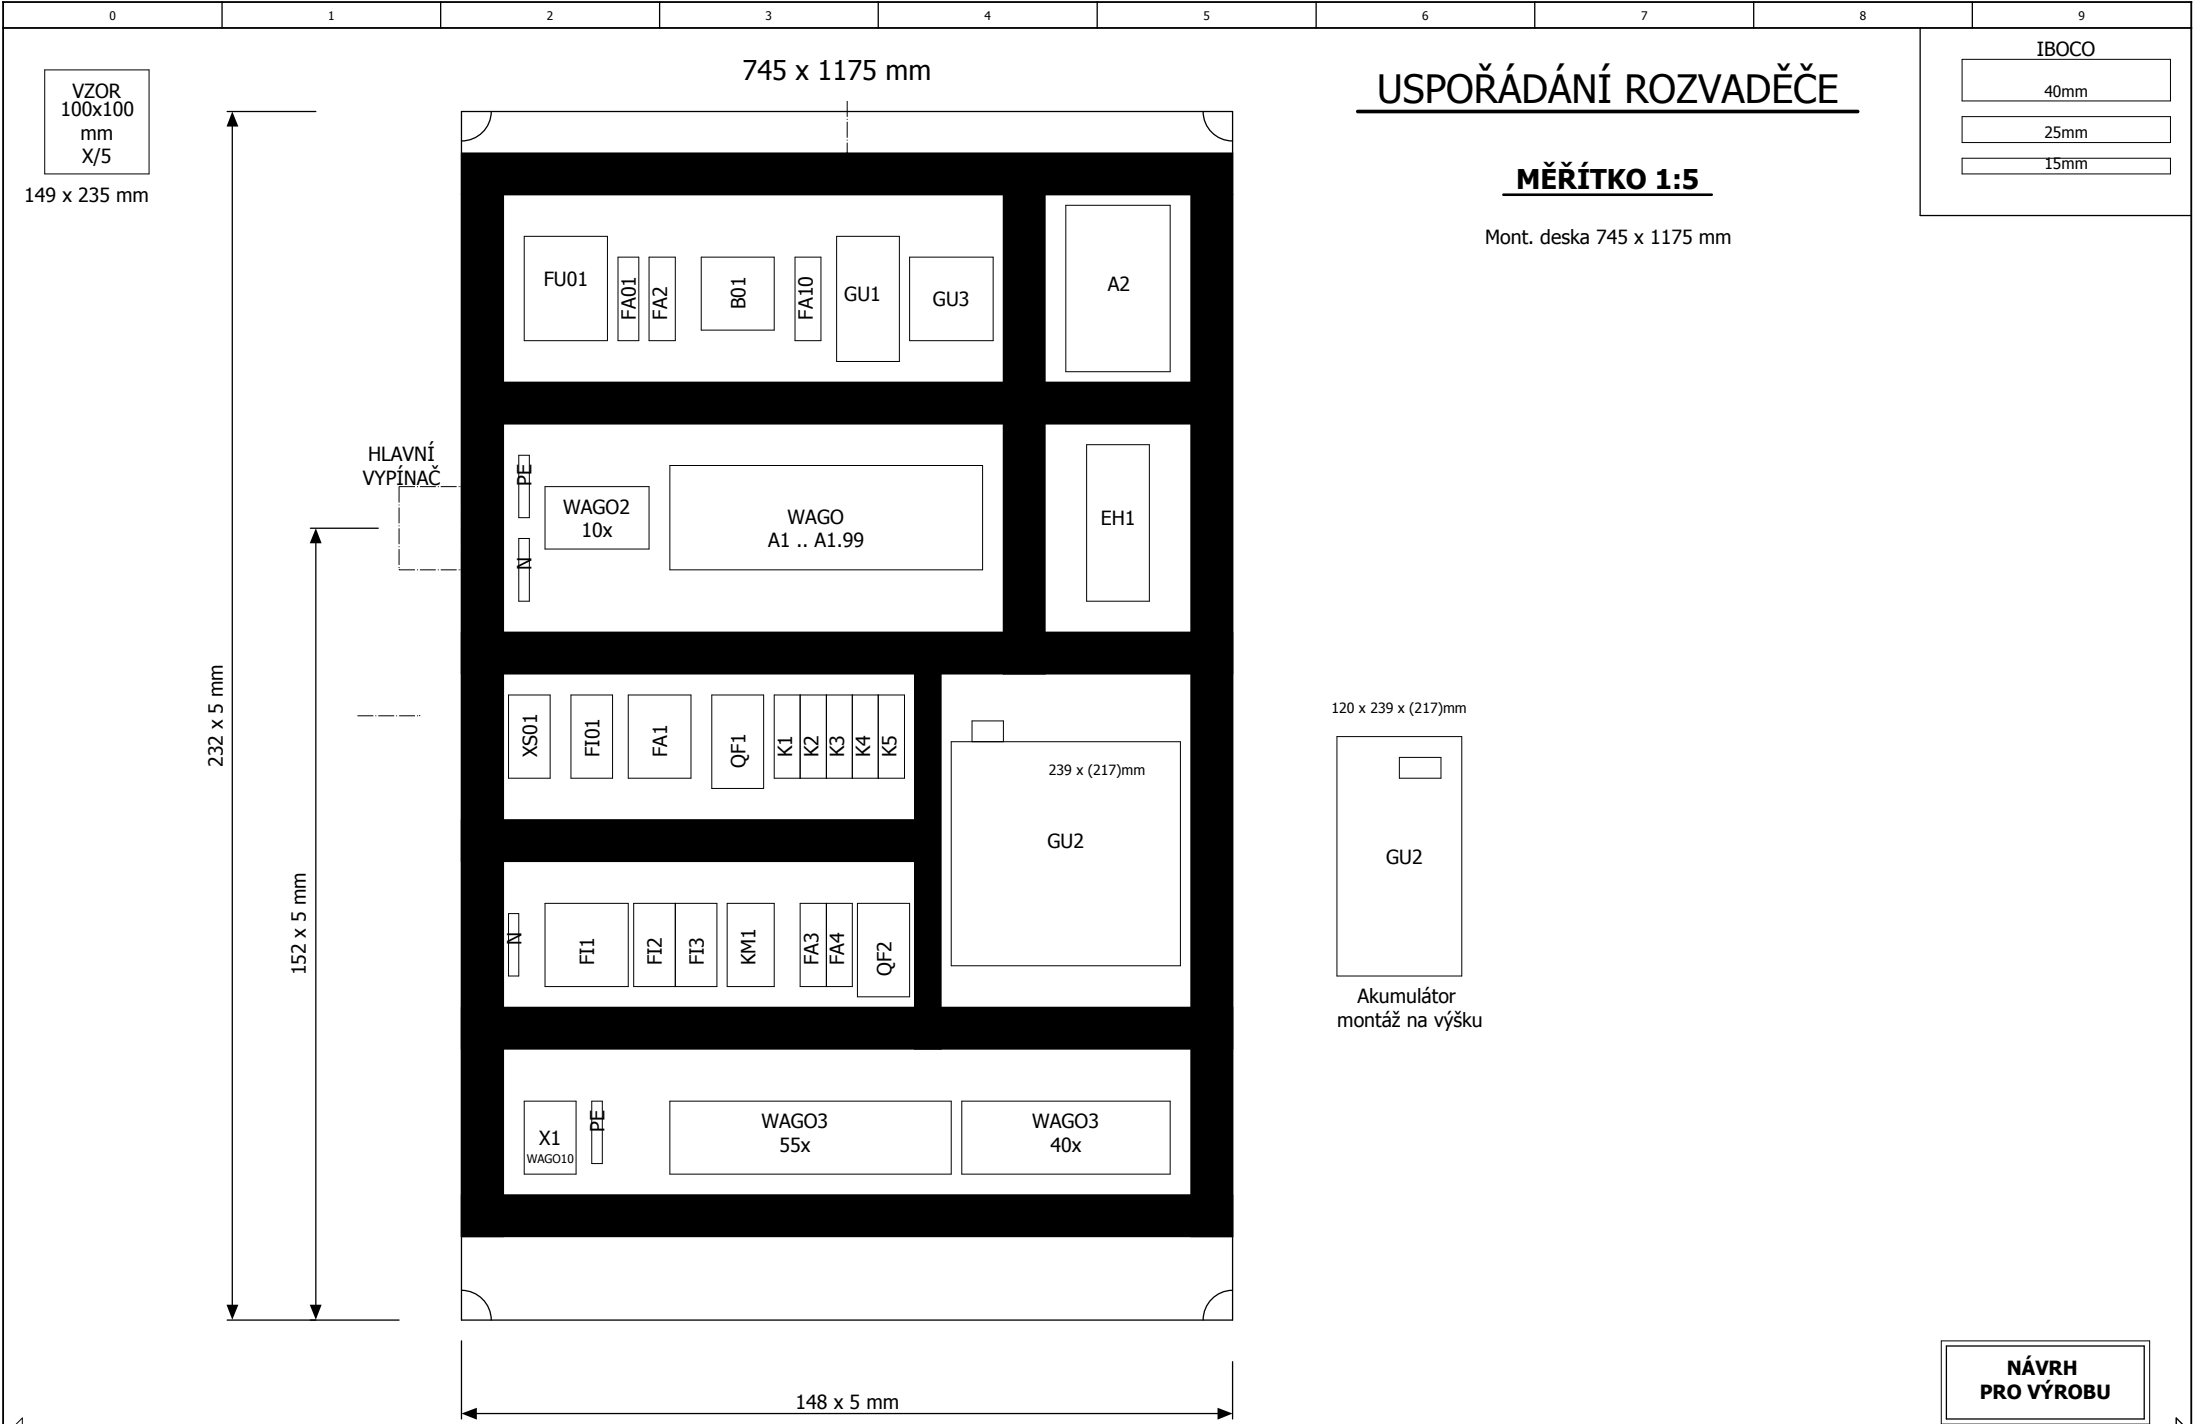 0 1 2 3 4 5 6 7 8 9
745 x 1175 mm
USPOŘÁDÁNÍ ROZVADĚČE
MĚŘÍTKO 1:5
Mont. deska 745 x 1175 mm
IBOCO
40mm
25mm
15mm
VZOR
100x100
mm
X/5
149 x 235 mm
FU01 FA01 FA2 B01 FA10 GU1 GU3 A2
HLAVNÍ
VYPÍNAČ
PE
N
WAGO2
10x
WAGO
A1 .. A1.99
EH1
232 x 5 mm
152 x 5 mm
XS01 FI01 FA1 QF1 K1 K2 K3 K4 K5
239 x (217)mm
GU2
120 x 239 x (217)mm
GU2
Akumulátor
montáž na výšku
N FI1 FI2 FI3 KM1 FA3 FA4 QF2
X1
WAGO10
PE
WAGO3
55x
WAGO3
40x
148 x 5 mm
NÁVRH
PRO VÝROBU